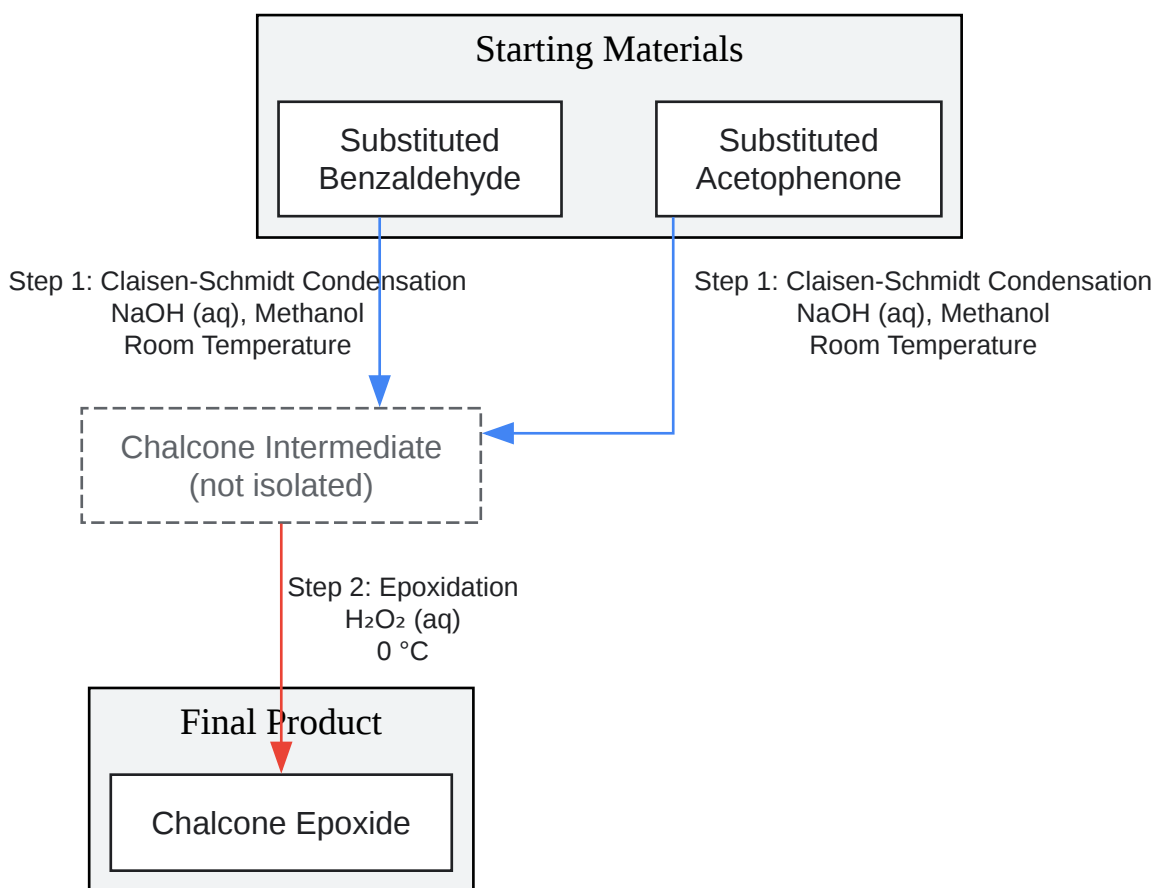 Starting Materials
Substituted
Benzaldehyde
Substituted
Acetophenone
Step 1: Claisen-Schmidt Condensation
NaOH (aq), Methanol
Room Temperature
Step 1: Claisen-Schmidt Condensation
NaOH (aq), Methanol
Room Temperature
Chalcone Intermediate
(not isolated)
Step 2: Epoxidation
H₂O₂ (aq)
0 °C
Final Product
Chalcone Epoxide